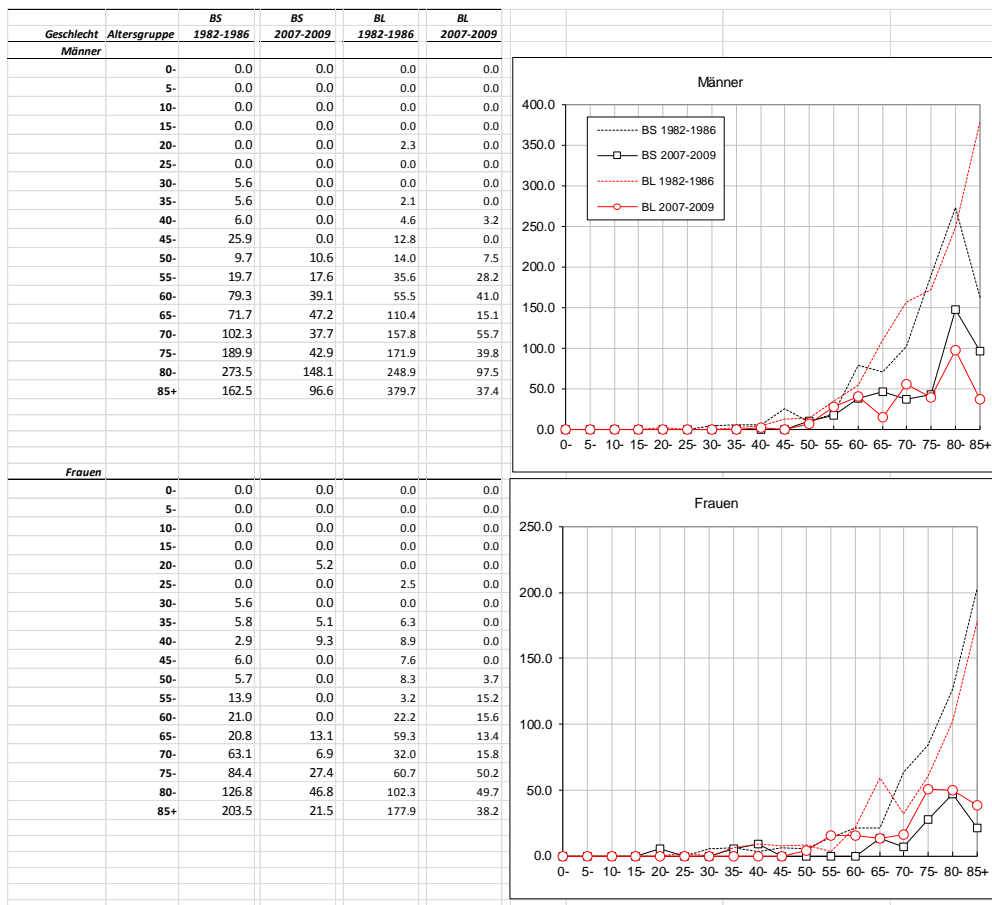 BS BS BL BL
Geschlecht Altersgruppe 1982-1986 2007-2009 1982-1986 2007-2009
Männer
0- 0.0 0.0 0.0 0.0
5- 0.0 0.0 0.0 0.0
10- 0.0 0.0 0.0 0.0
15- 0.0 0.0 0.0 0.0
20- 0.0 0.0 2.3 0.0
25- 0.0 0.0 0.0 0.0
30- 5.6 0.0 0.0 0.0
35- 5.6 0.0 2.1 0.0
40- 6.0 0.0 4.6 3.2
45- 25.9 0.0 12.8 0.0
50- 9.7 10.6 14.0 7.5
55- 19.7 17.6 35.6 28.2
60- 79.3 39.1 55.5 41.0
65- 71.7 47.2 110.4 15.1
70- 102.3 37.7 157.8 55.7
75- 189.9 42.9 171.9 39.8
80- 273.5 148.1 248.9 97.5
85+ 162.5 96.6 379.7 37.4
Männer
400.0
350.0
300.0
250.0
200.0
150.0
100.0
50.0
0.0
BS 1982-1986
BS 2007-2009
BL 1982-1986
BL 2007-2009
0- 5- 10- 15- 20- 25- 30- 35- 40- 45- 50- 55- 60- 65- 70- 75- 80- 85+
Frauen
0- 0.0 0.0 0.0 0.0
5- 0.0 0.0 0.0 0.0
10- 0.0 0.0 0.0 0.0
15- 0.0 0.0 0.0 0.0
20- 0.0 5.2 0.0 0.0
25- 0.0 0.0 2.5 0.0
30- 5.6 0.0 0.0 0.0
35- 5.8 5.1 6.3 0.0
40- 2.9 9.3 8.9 0.0
45- 6.0 0.0 7.6 0.0
50- 5.7 0.0 8.3 3.7
55- 13.9 0.0 3.2 15.2
60- 21.0 0.0 22.2 15.6
65- 20.8 13.1 59.3 13.4
70- 63.1 6.9 32.0 15.8
75- 84.4 27.4 60.7 50.2
80- 126.8 46.8 102.3 49.7
85+ 203.5 21.5 177.9 38.2
Frauen
250.0
200.0
150.0
100.0
50.0
0.0
0- 5- 10- 15- 20- 25- 30- 35- 40- 45- 50- 55- 60- 65- 70- 75- 80- 85+